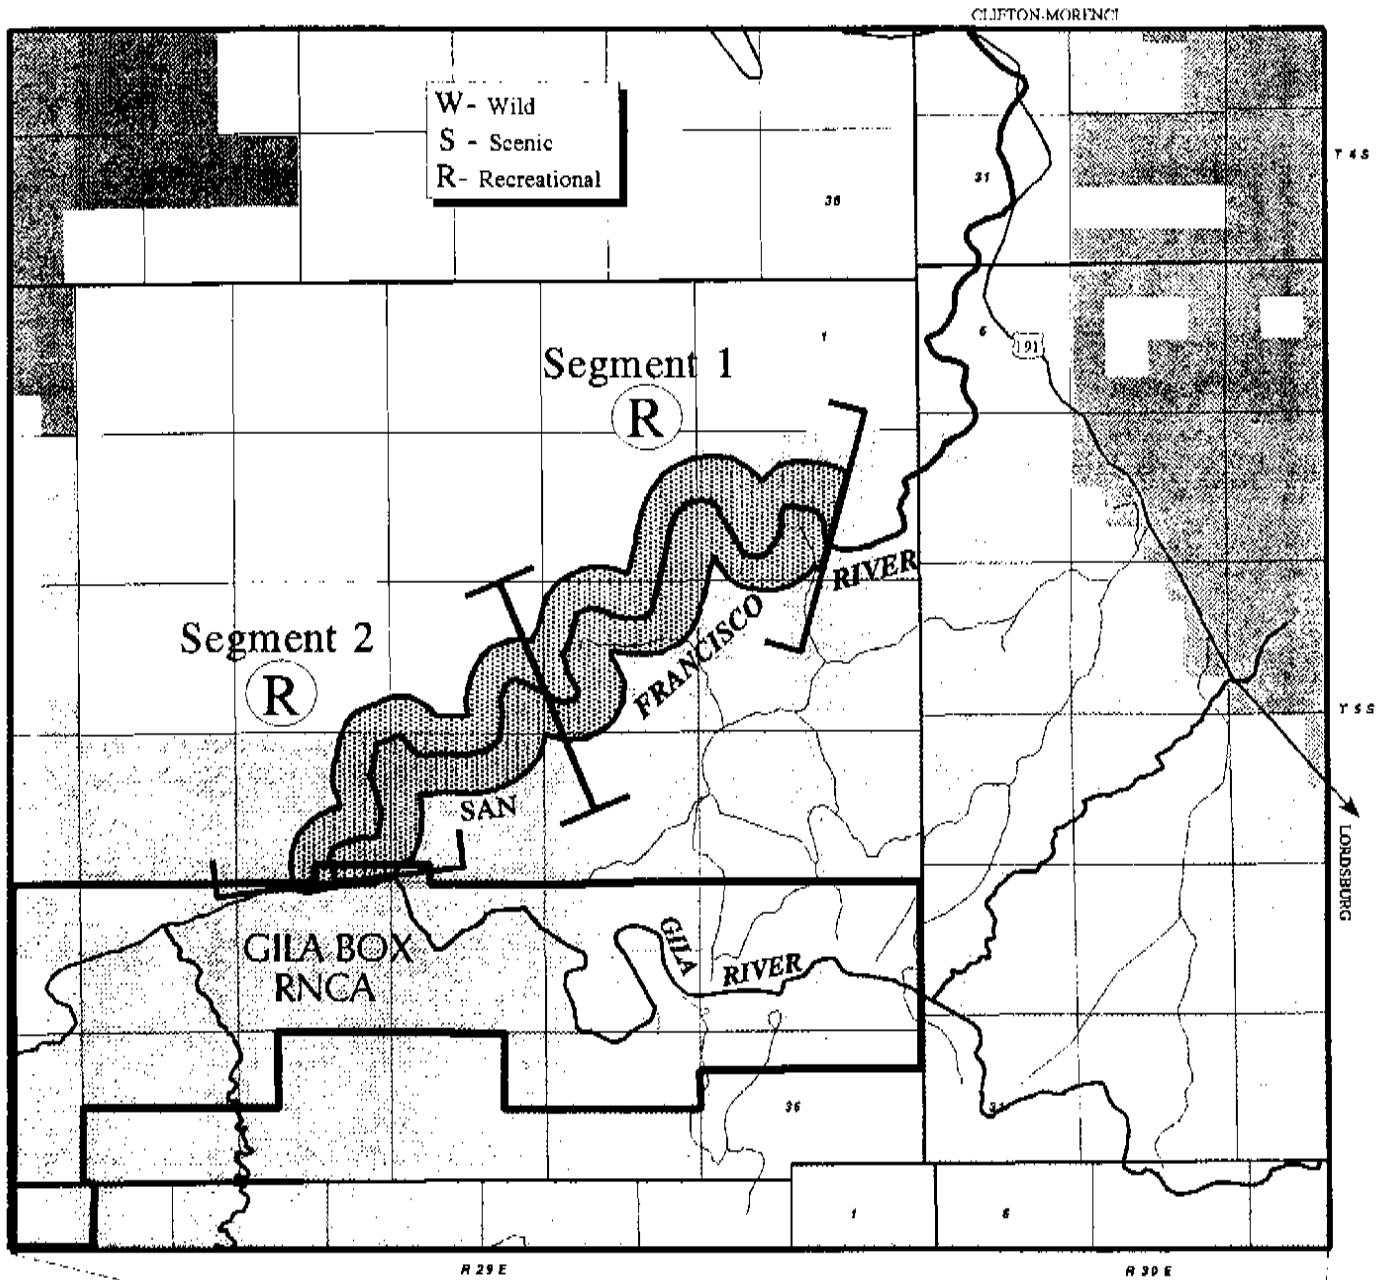 CLIFTON-MORENCI
W- Wild
S - Scenic
R- Recreational
T 4 S
31
36
1
6
191
Segment 1
R
RIVER
FRANCISCO
Segment 2
R
SAN
T 5 S
LORDSBURG
GILA BOX
RNCA
GILA
RIVER
36
31
1
6
R 29 E
R 30 E